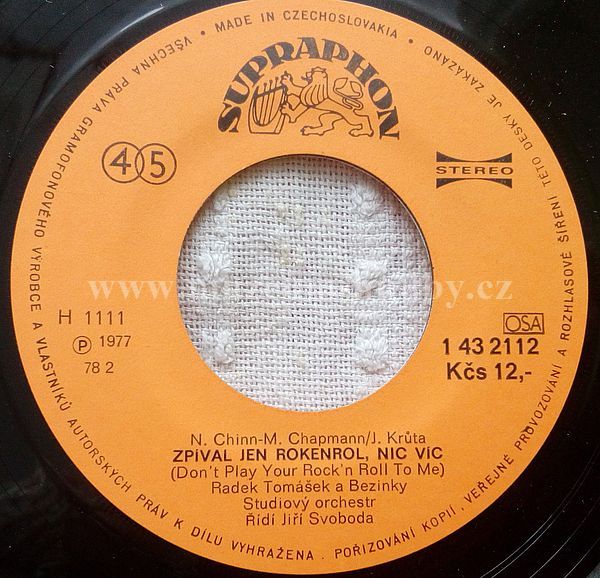 VŠECHNA PRÁVA GRAMOFONOVÉHO VÝROBCE A VLASTNÍKŮ AUTORSKÝCH PRÁV K DÍLU VYHRAŽENA. POŘIZOVÁNÍ KOPIÍ, VEŘEJNÉ PROVOZOVÁNÍ A ROZHLASOVÉ ŠÍŘENÍ TÉTO DESKY JE ZAKÁZÁNO
• MADE IN CZECHOSLOVAKIA •
SUPRAPHON
45
STEREO
H 1111
Ⓟ 1977
78 2
OSA
1 43 2112
Kčs 12,-
N. Chinn-M. Chapmann/J. Krůta
ZPÍVAL JEN ROKENROL, NIC VÍC
(Don't Play Your Rock'n Roll To Me)
Radek Tomášek a Bezinky
Studiový orchestr
Řídí Jiří Svoboda